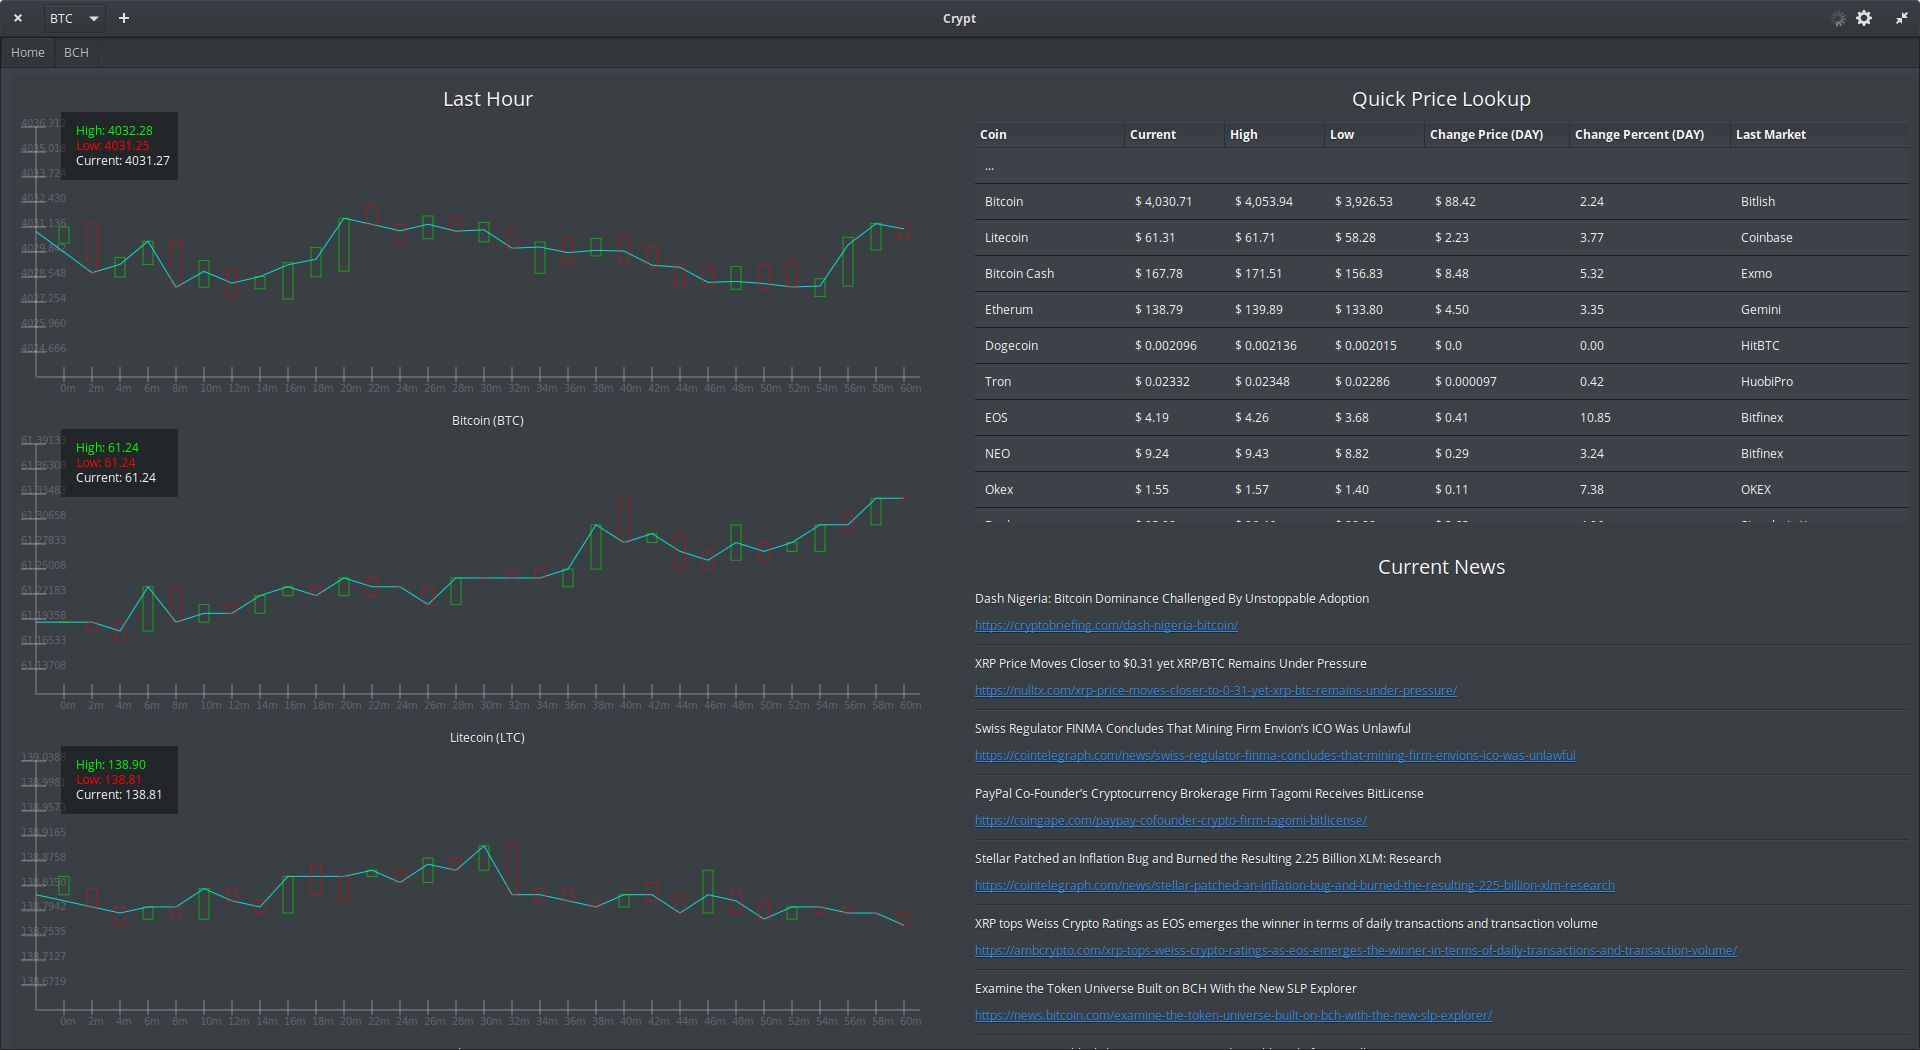 BTC
Crypt
Home BCH
Last Hour
4036.312
4035.018
4033.724
4032.430
4031.136
4029.842
4028.548
4027.254
4025.960
4024.666
High: 4032.28
Low: 4031.25
Current: 4031.27
0m 2m 4m 6m 8m 10m 12m 14m 16m 18m 20m 22m 24m 26m 28m 30m 32m 34m 36m 38m 40m 42m 44m 46m 48m 50m 52m 54m 56m 58m 60m
Bitcoin (BTC)
61.39133
61.36308
61.33483
61.30658
61.27833
61.25008
61.22183
61.19358
61.16533
61.13708
High: 61.24
Low: 61.24
Current: 61.24
0m 2m 4m 6m 8m 10m 12m 14m 16m 18m 20m 22m 24m 26m 28m 30m 32m 34m 36m 38m 40m 42m 44m 46m 48m 50m 52m 54m 56m 58m 60m
Litecoin (LTC)
139.0388
138.9981
138.9573
138.9165
138.8758
138.8350
138.7942
138.7535
138.7127
138.6719
High: 138.90
Low: 138.81
Current: 138.81
0m 2m 4m 6m 8m 10m 12m 14m 16m 18m 20m 22m 24m 26m 28m 30m 32m 34m 36m 38m 40m 42m 44m 46m 48m 50m 52m 54m 56m 58m 60m
Quick Price Lookup
Coin Current High Low Change Price (DAY) Change Percent (DAY) Last Market
...
Bitcoin $ 4,030.71 $ 4,053.94 $ 3,926.53 $ 88.42 2.24 Bitlish
Litecoin $ 61.31 $ 61.71 $ 58.28 $ 2.23 3.77 Coinbase
Bitcoin Cash $ 167.78 $ 171.51 $ 156.83 $ 8.48 5.32 Exmo
Etherum $ 138.79 $ 139.89 $ 133.80 $ 4.50 3.35 Gemini
Dogecoin $ 0.002096 $ 0.002136 $ 0.002015 $ 0.0 0.00 HitBTC
Tron $ 0.02332 $ 0.02348 $ 0.02286 $ 0.000097 0.42 HuobiPro
EOS $ 4.19 $ 4.26 $ 3.68 $ 0.41 10.85 Bitfinex
NEO $ 9.24 $ 9.43 $ 8.82 $ 0.29 3.24 Bitfinex
Okex $ 1.55 $ 1.57 $ 1.40 $ 0.11 7.38 OKEX
Current News
Dash Nigeria: Bitcoin Dominance Challenged By Unstoppable Adoption
https://cryptobriefing.com/dash-nigeria-bitcoin/
XRP Price Moves Closer to $0.31 yet XRP/BTC Remains Under Pressure
https://nulltx.com/xrp-price-moves-closer-to-0-31-yet-xrp-btc-remains-under-pressure/
Swiss Regulator FINMA Concludes That Mining Firm Envion’s ICO Was Unlawful
https://cointelegraph.com/news/swiss-regulator-finma-concludes-that-mining-firm-envions-ico-was-unlawful
PayPal Co-Founder’s Cryptocurrency Brokerage Firm Tagomi Receives BitLicense
https://coingape.com/paypay-cofounder-crypto-firm-tagomi-bitlicense/
Stellar Patched an Inflation Bug and Burned the Resulting 2.25 Billion XLM: Research
https://cointelegraph.com/news/stellar-patched-an-inflation-bug-and-burned-the-resulting-225-billion-xlm-research
XRP tops Weiss Crypto Ratings as EOS emerges the winner in terms of daily transactions and transaction volume
https://ambcrypto.com/xrp-tops-weiss-crypto-ratings-as-eos-emerges-the-winner-in-terms-of-daily-transactions-and-transaction-volume/
Examine the Token Universe Built on BCH With the New SLP Explorer
https://news.bitcoin.com/examine-the-token-universe-built-on-bch-with-the-new-slp-explorer/